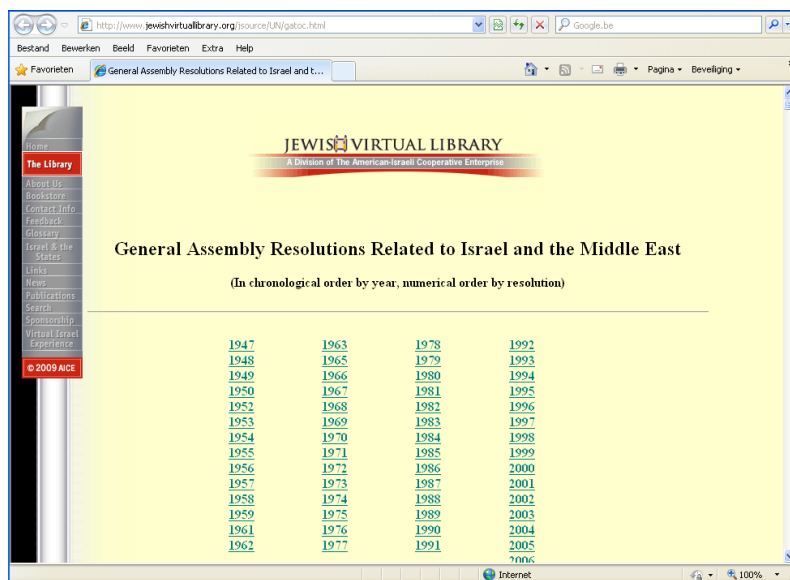 http://www.jewishvirtuallibrary.org/jsource/UN/gatoc.html
Google.be
Bestand Bewerken Beeld Favorieten Extra Help
Favorieten
General Assembly Resolutions Related to Israel and t...
Pagina
Beveiliging
Home
The Library
About Us
Bookstore
Contact Info
Feedback
Glossary
Israel & the
States
Links
News
Publications
Search
Sponsorship
Virtual Israel
Experience
© 2009 AICE
JEWISH VIRTUAL LIBRARY
A Division of The American-Israeli Cooperative Enterprise
General Assembly Resolutions Related to Israel and the Middle East
(In chronological order by year, numerical order by resolution)
1947 1963 1978 1992
1948 1965 1979 1993
1949 1966 1980 1994
1950 1967 1981 1995
1952 1968 1982 1996
1953 1969 1983 1997
1954 1970 1984 1998
1955 1971 1985 1999
1956 1972 1986 2000
1957 1973 1987 2001
1958 1974 1988 2002
1959 1975 1989 2003
1961 1976 1990 2004
1962 1977 1991 2005
2006
Internet
100%